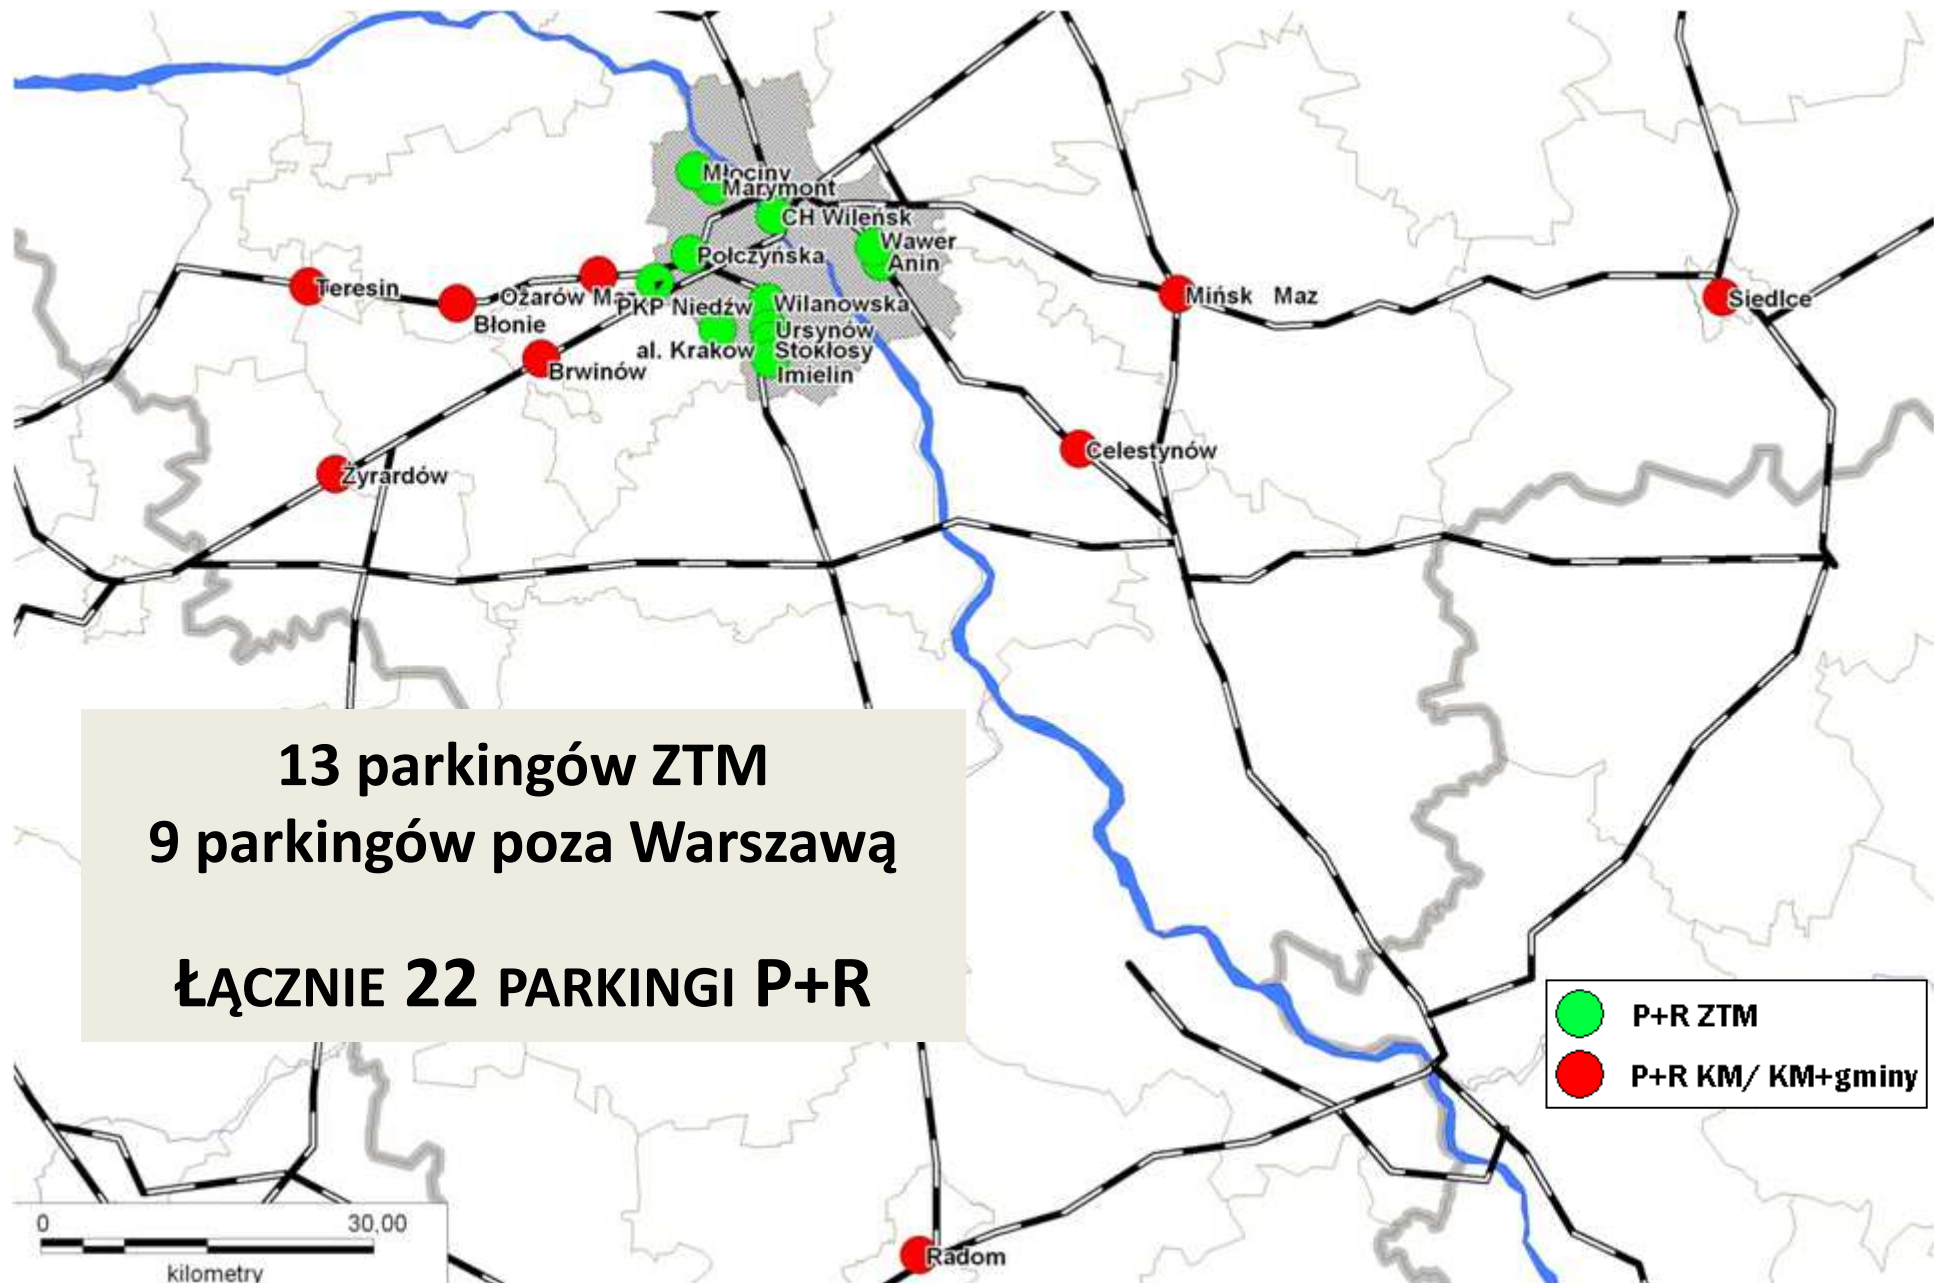 Młociny
Marymont
CH Wileńsk
Wawer
Połczyńska
Anin
Teresin
Ożarów Maz
Mińsk Maz
Siedlce
PKP Niedźw
Wilanowska
Błonie
Ursynów
al. Krakow
Stokłosy
Brwinów
Imielin
Celestynów
Żyrardów
13 parkingów ZTM
9 parkingów poza Warszawą
ŁĄCZNIE 22 PARKINGI P+R
P+R ZTM
P+R KM/ KM+gminy
0 30,00
kilometry
Radom